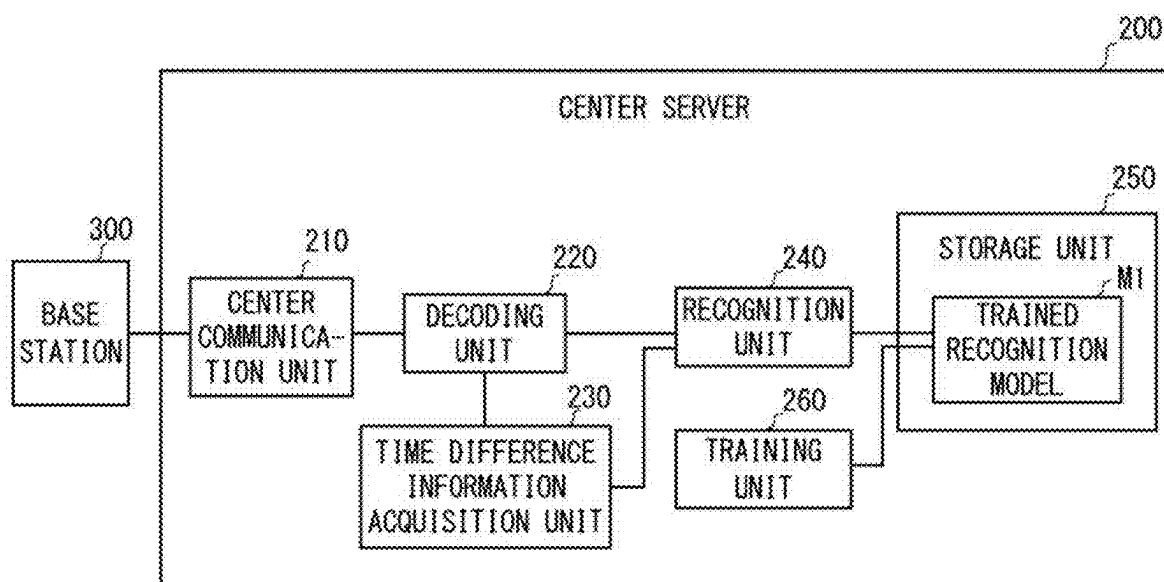 200
CENTER SERVER
250
STORAGE UNIT
M1
TRAINED
RECOGNITION
MODEL
300
BASE
STATION
210
CENTER
COMMUNICA-
TION UNIT
220
DECODING
UNIT
240
RECOGNITION
UNIT
230
TIME DIFFERENCE
INFORMATION
ACQUISITION UNIT
260
TRAINING
UNIT